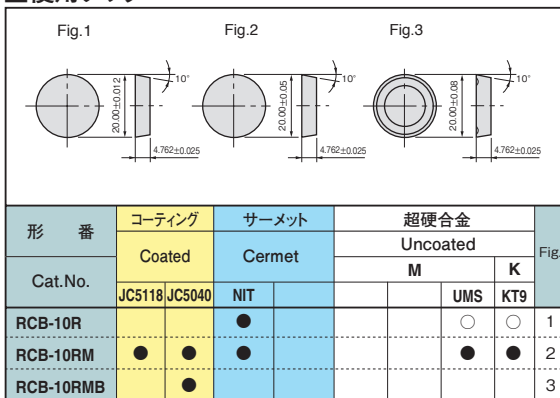 Fig.1 Fig.2 Fig.3
10° 10° 10°
20.00±0.012 20.00±0.05 20.00±0.08
4.762±0.025 4.762±0.025 4.762±0.025
形 番 コーティング サーメット 超硬合金 Fig.
Cat.No. Coated Cermet Uncoated
M K
JC5118 JC5040 NIT UMS KT9
RCB-10R ● ○ ○ 1
RCB-10RM ● ● ● ● ● 2
RCB-10RMB ● 3